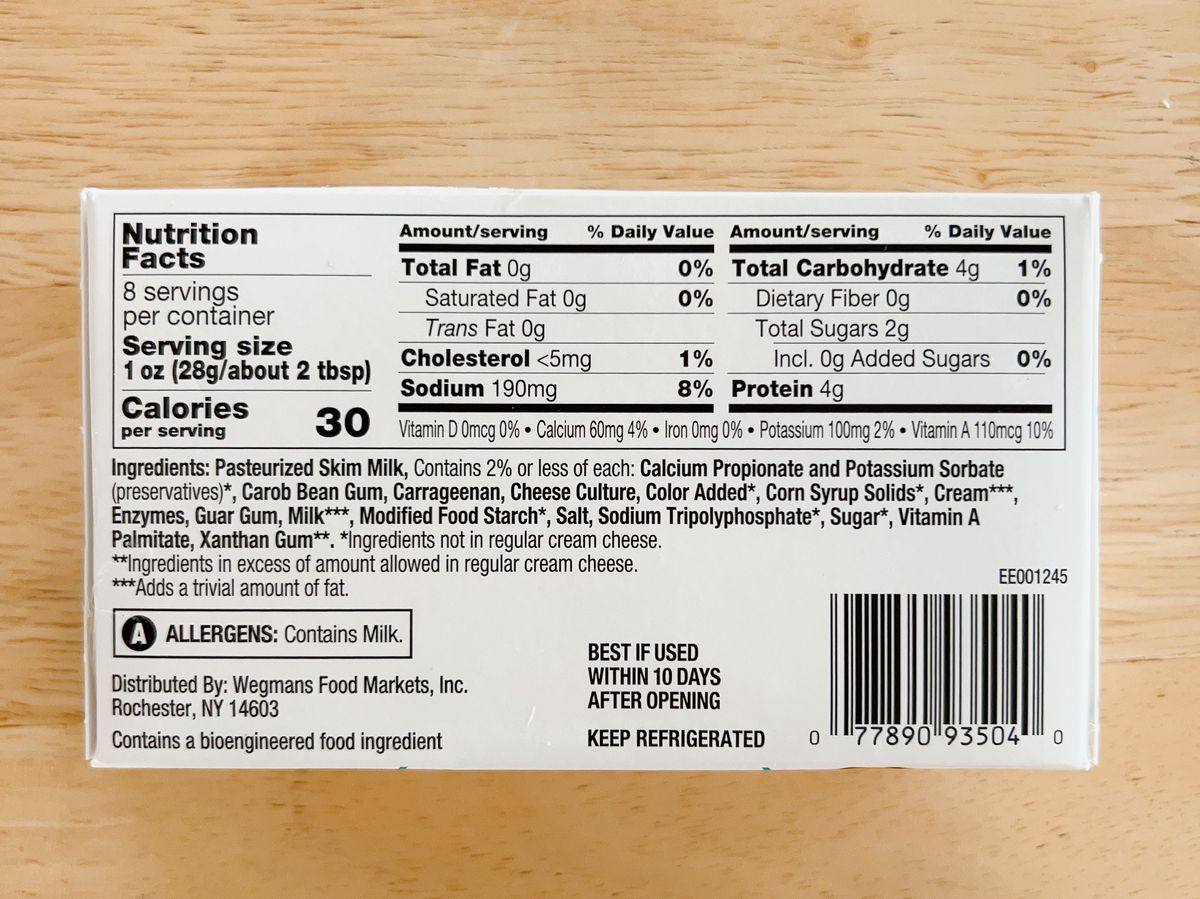 Nutrition
Facts
8 servings
per container
Serving size
1 oz (28g/about 2 tbsp)
Calories 30
per serving
Amount/serving % Daily Value
Total Fat 0g 0%
Saturated Fat 0g 0%
Trans Fat 0g
Cholesterol <5mg 1%
Sodium 190mg 8%
Amount/serving % Daily Value
Total Carbohydrate 4g 1%
Dietary Fiber 0g 0%
Total Sugars 2g
Incl. 0g Added Sugars 0%
Protein 4g
Vitamin D 0mcg 0% • Calcium 60mg 4% • Iron 0mg 0% • Potassium 100mg 2% • Vitamin A 110mcg 10%
Ingredients: Pasteurized Skim Milk, Contains 2% or less of each: Calcium Propionate and Potassium Sorbate
(preservatives)*, Carob Bean Gum, Carrageenan, Cheese Culture, Color Added*, Corn Syrup Solids*, Cream***,
Enzymes, Guar Gum, Milk***, Modified Food Starch*, Salt, Sodium Tripolyphosphate*, Sugar*, Vitamin A
Palmitate, Xanthan Gum**. *Ingredients not in regular cream cheese.
**Ingredients in excess of amount allowed in regular cream cheese.
***Adds a trivial amount of fat.
A ALLERGENS: Contains Milk.
Distributed By: Wegmans Food Markets, Inc.
Rochester, NY 14603
Contains a bioengineered food ingredient
BEST IF USED
WITHIN 10 DAYS
AFTER OPENING
KEEP REFRIGERATED
EE001245
0 77890 93504 0